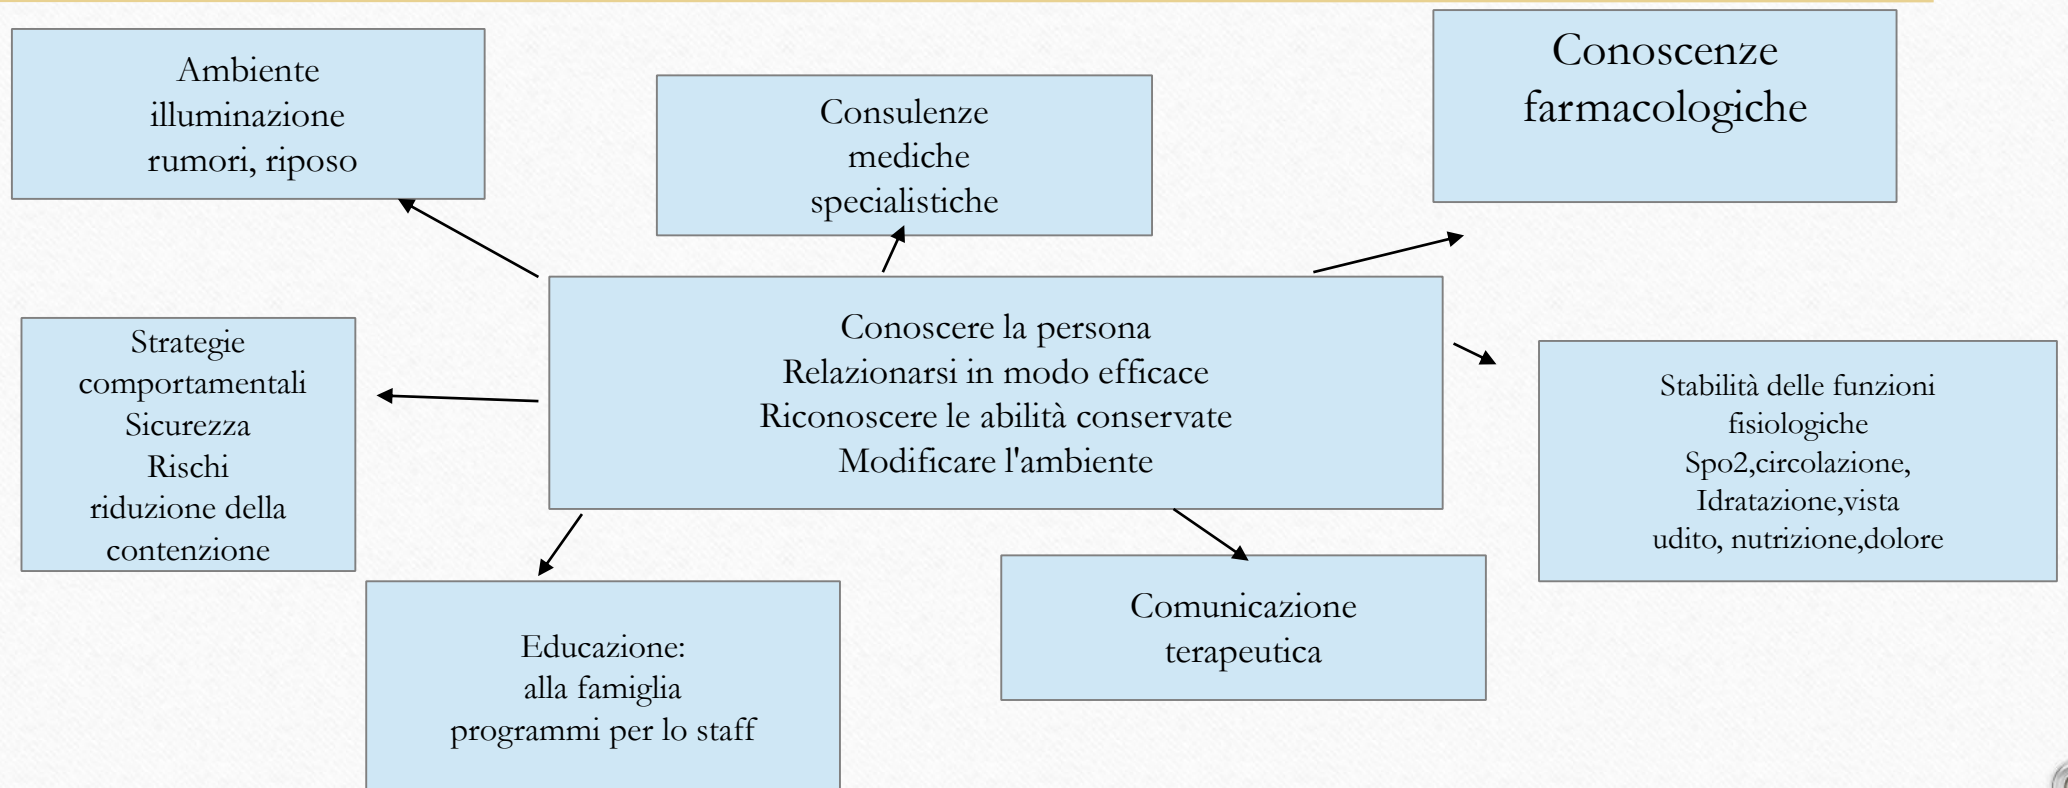 Ambiente
illuminazione
rumori, riposo
Consulenze
mediche
specialistiche
Conoscenze
farmacologiche
Conoscere la persona
Relazionarsi in modo efficace
Riconoscere le abilità conservate
Modificare l'ambiente
Strategie
comportamentali
Sicurezza
Rischi
riduzione della
contenzione
Stabilità delle funzioni
fisiologiche
Spo2,circolazione,
Idratazione,vista
udito, nutrizione,dolore
Educazione:
alla famiglia
programmi per lo staff
Comunicazione
terapeutica